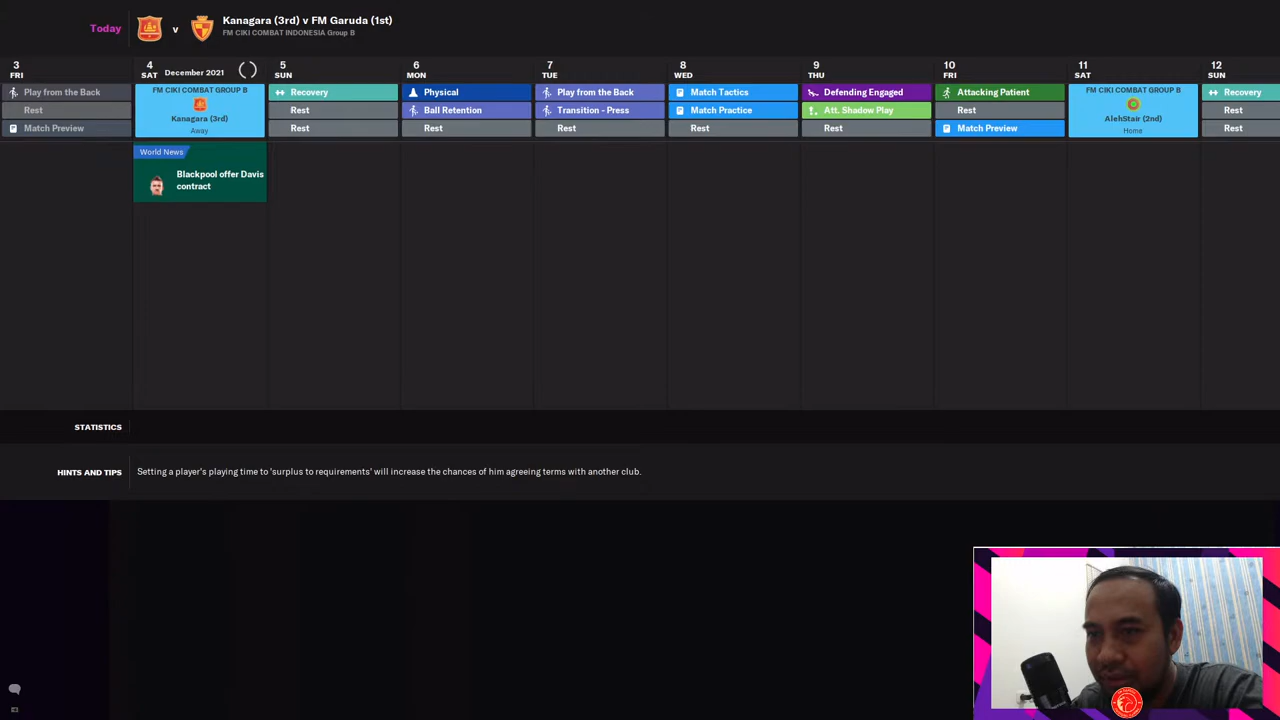 Today
v
Kanagara (3rd) v FM Garuda (1st)
FM CIKI COMBAT INDONESIA Group B
3
FRI
4
SAT
December 2021
5
SUN
6
MON
7
TUE
8
WED
9
THU
10
FRI
11
SAT
12
SUN
Play from the Back
Rest
Match Preview
FM CIKI COMBAT GROUP B
Kanagara (3rd)
Away
World News
Blackpool offer Davis
contract
Recovery
Rest
Rest
Physical
Ball Retention
Rest
Play from the Back
Transition - Press
Rest
Match Tactics
Match Practice
Rest
Defending Engaged
Att. Shadow Play
Rest
Attacking Patient
Rest
Match Preview
FM CIKI COMBAT GROUP B
AlehStair (2nd)
Home
Recovery
Rest
Rest
STATISTICS
HINTS AND TIPS
Setting a player's playing time to 'surplus to requirements' will increase the chances of him agreeing terms with another club.